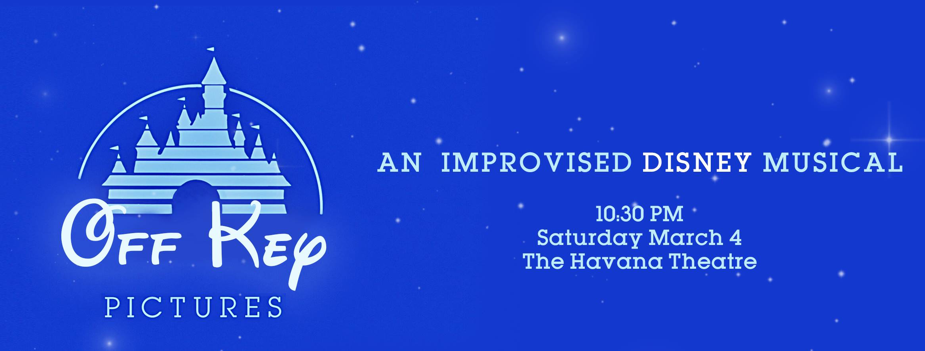 OFF KEY
PICTURES
AN IMPROVISED DISNEY MUSICAL
10:30 PM
Saturday March 4
The Havana Theatre